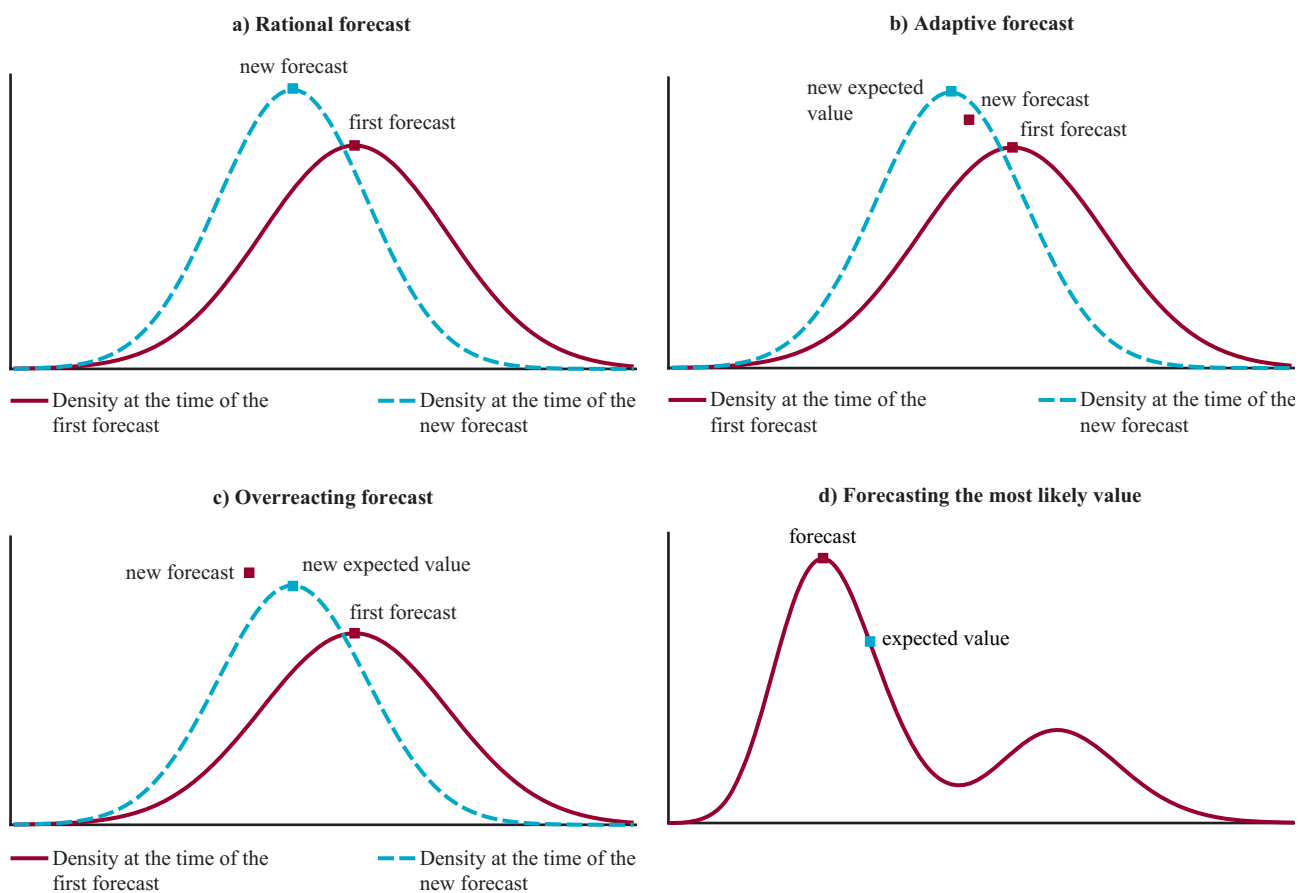 a) Rational forecast
new forecast
first forecast
Density at the time of the
first forecast
Density at the time of the
new forecast
b) Adaptive forecast
new expected
value
new forecast
first forecast
Density at the time of the
first forecast
Density at the time of the
new forecast
c) Overreacting forecast
new forecast
new expected value
first forecast
Density at the time of the
first forecast
Density at the time of the
new forecast
d) Forecasting the most likely value
forecast
expected value